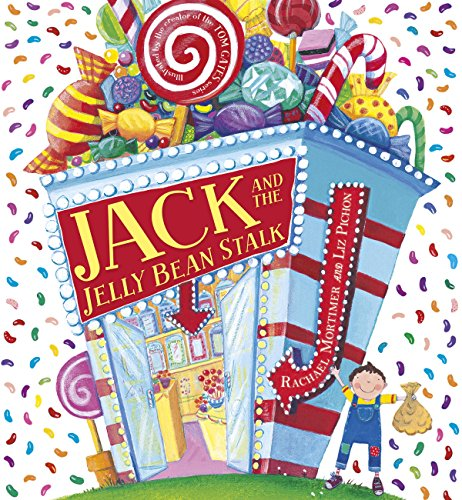 Illustrated by the creator of the TOM GATES series
JACK
AND
THE
JELLY BEAN STALK
RACHAEL MORTIMER AND LIZ PICHON